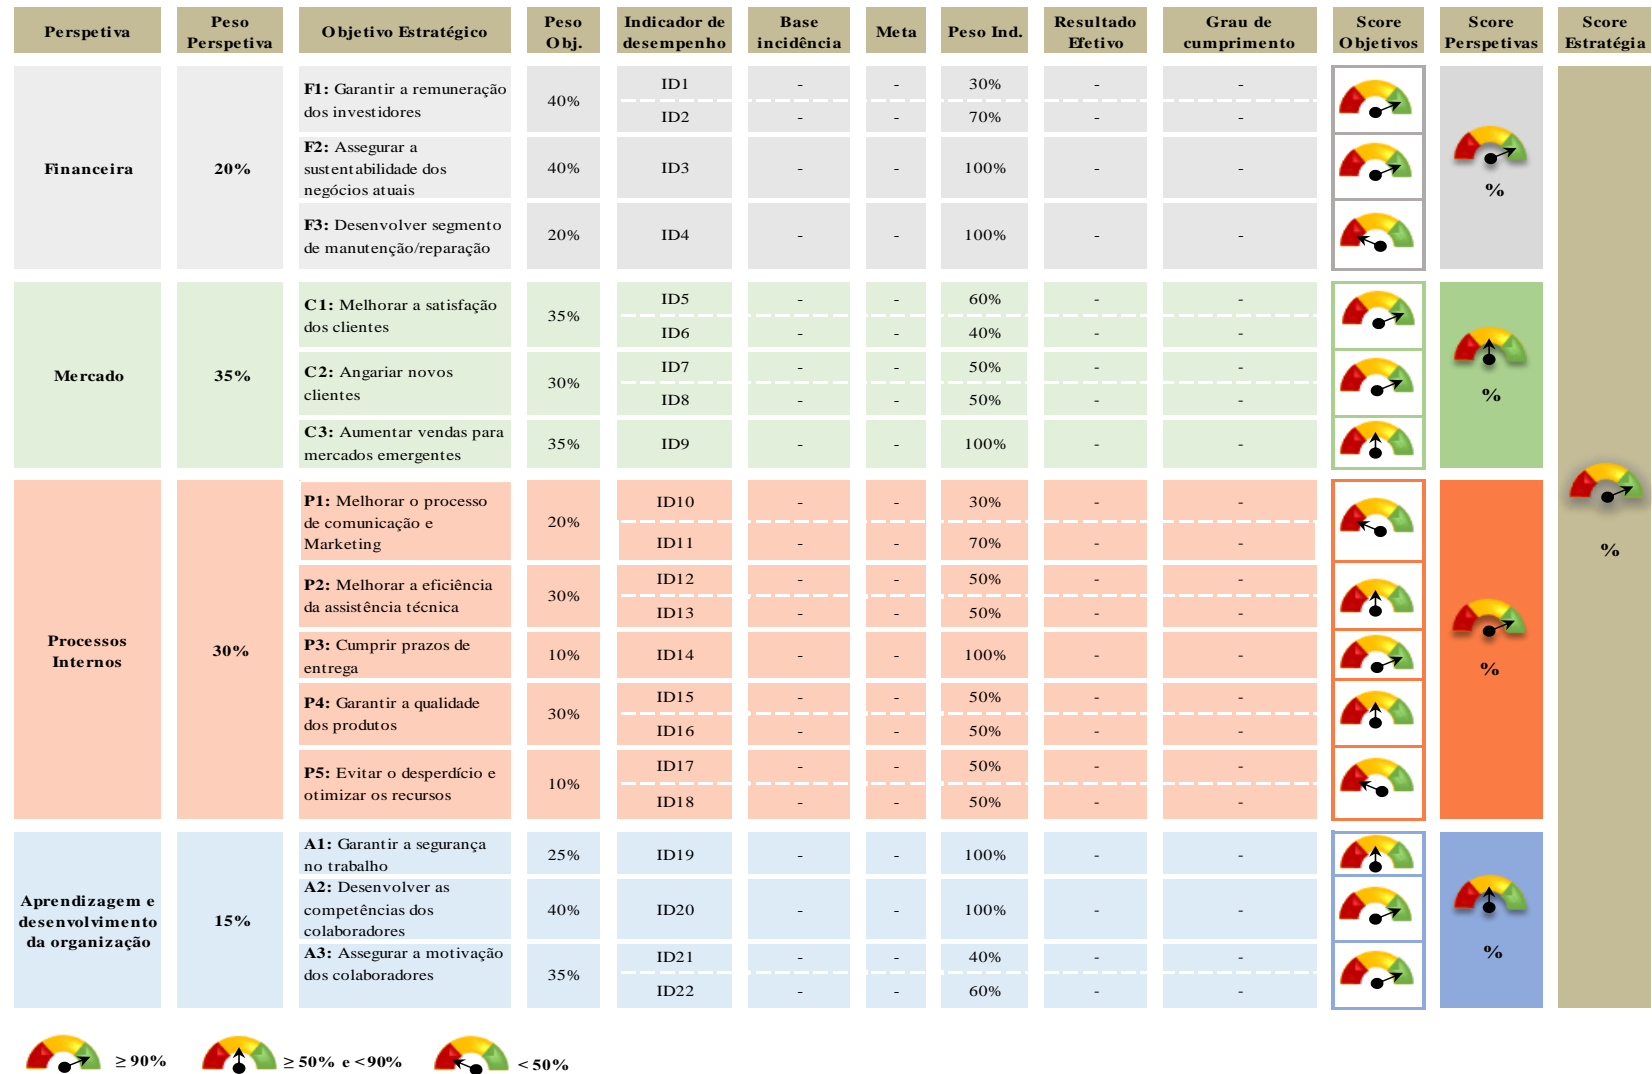 Perspetiva
Peso
Perspetiva
Objetivo Estratégico
Peso
Obj.
Indicador de
desempenho
Base
incidência
Meta
Peso Ind.
Resultado
Efetivo
Grau de
cumprimento
Score
Objetivos
Score
Perspetivas
Score
Estratégia
Financeira
20%
F1: Garantir a remuneração
dos investidores
40%
ID1 - - 30% - -
ID2 - - 70% - -
F2: Assegurar a
sustentabilidade dos
negócios atuais
40%
ID3 - - 100% - -
F3: Desenvolver segmento
de manutenção/reparação
20%
ID4 - - 100% - -
%
Mercado
35%
C1: Melhorar a satisfação
dos clientes
35%
ID5 - - 60% - -
ID6 - - 40% - -
C2: Angariar novos
clientes
30%
ID7 - - 50% - -
ID8 - - 50% - -
C3: Aumentar vendas para
mercados emergentes
35%
ID9 - - 100% - -
%
Processos
Internos
30%
P1: Melhorar o processo
de comunicação e
Marketing
20%
ID10 - - 30% - -
ID11 - - 70% - -
P2: Melhorar a eficiência
da assistência técnica
30%
ID12 - - 50% - -
ID13 - - 50% - -
P3: Cumprir prazos de
entrega
10%
ID14 - - 100% - -
P4: Garantir a qualidade
dos produtos
30%
ID15 - - 50% - -
ID16 - - 50% - -
P5: Evitar o desperdício e
otimizar os recursos
10%
ID17 - - 50% - -
ID18 - - 50% - -
%
Aprendizagem e
desenvolvimento
da organização
15%
A1: Garantir a segurança
no trabalho
25%
ID19 - - 100% - -
A2: Desenvolver as
competências dos
colaboradores
40%
ID20 - - 100% - -
A3: Assegurar a motivação
dos colaboradores
35%
ID21 - - 40% - -
ID22 - - 60% - -
%
%
≥ 90%
≥ 50% e <90%
< 50%